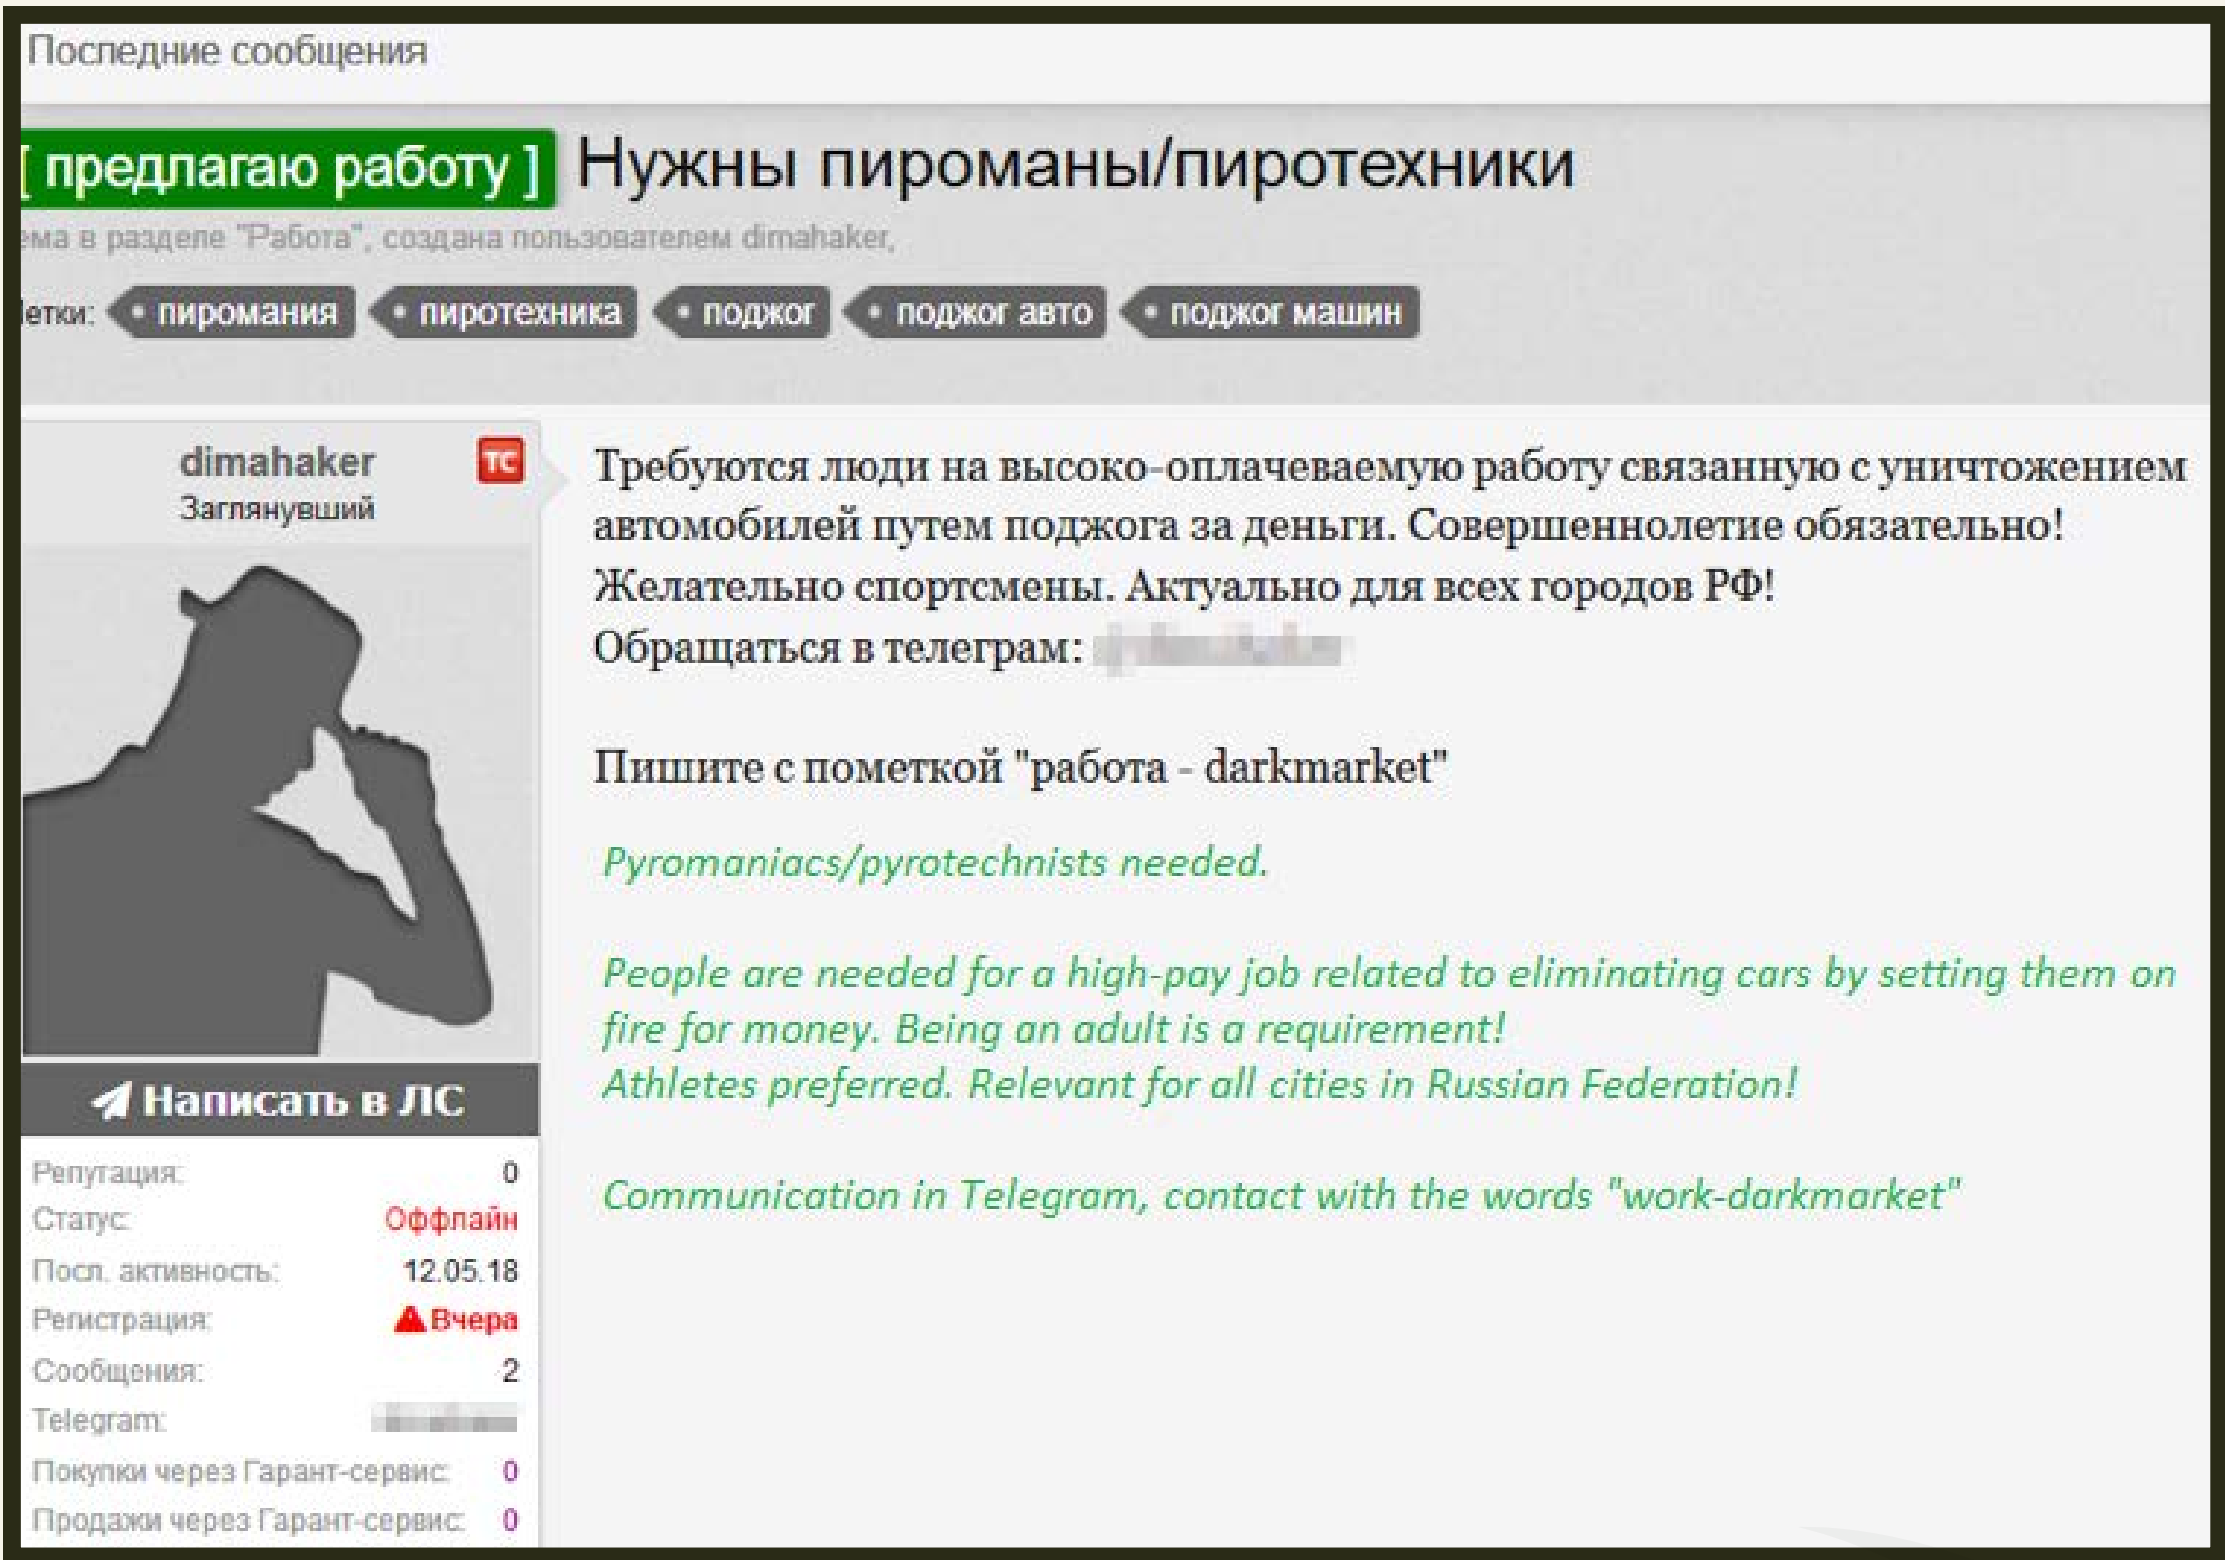 Последние сообщения
[ предлагаю работу ] Нужны пироманы/пиротехники
ема в разделе "Работа", создана пользователем dimahaker,
етки: пиромания пиротехника поджог поджог авто поджог машин
dimahaker
TC
Заглянувший
Требуются люди на высоко-оплачеваемую работу связанную с уничтожением
автомобилей путем поджога за деньги. Совершеннолетие обязательно!
Желательно спортсмены. Актуально для всех городов РФ!
Обращаться в телеграм:
Пишите с пометкой "работа - darkmarket"
Pyromaniacs/pyrotechnists needed.
People are needed for a high-pay job related to eliminating cars by setting them on
fire for money. Being an adult is a requirement!
Athletes preferred. Relevant for all cities in Russian Federation!
Communication in Telegram, contact with the words "work-darkmarket"
Написать в ЛС
Репутация: 0
Статус: Оффлайн
Посл. активность: 12.05.18
Регистрация: Вчера
Сообщения: 2
Telegram:
Покупки через Гарант-сервис: 0
Продажи через Гарант-сервис: 0